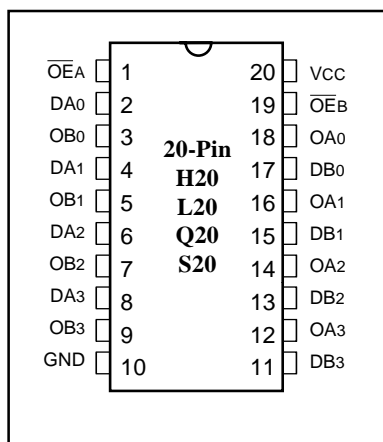 OEA 1 20 VCC
DA0 2 19 OEB
OB0 3 18 OA0
20-Pin
DA1 4 17 DB0
H20
OB1 5 16 OA1
L20
DA2 6 15 DB1
Q20
OB2 7 14 OA2
S20
DA3 8 13 DB2
OB3 9 12 OA3
GND 10 11 DB3